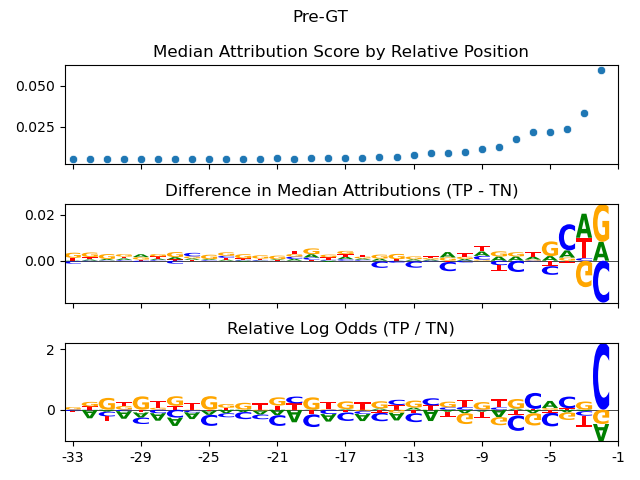 Pre-GT
Median Attribution Score by Relative Position
0.050
0.025
Difference in Median Attributions (TP - TN)
0.02
0.00
Relative Log Odds (TP / TN)
2
0
-33 -29 -25 -21 -17 -13 -9 -5 -1